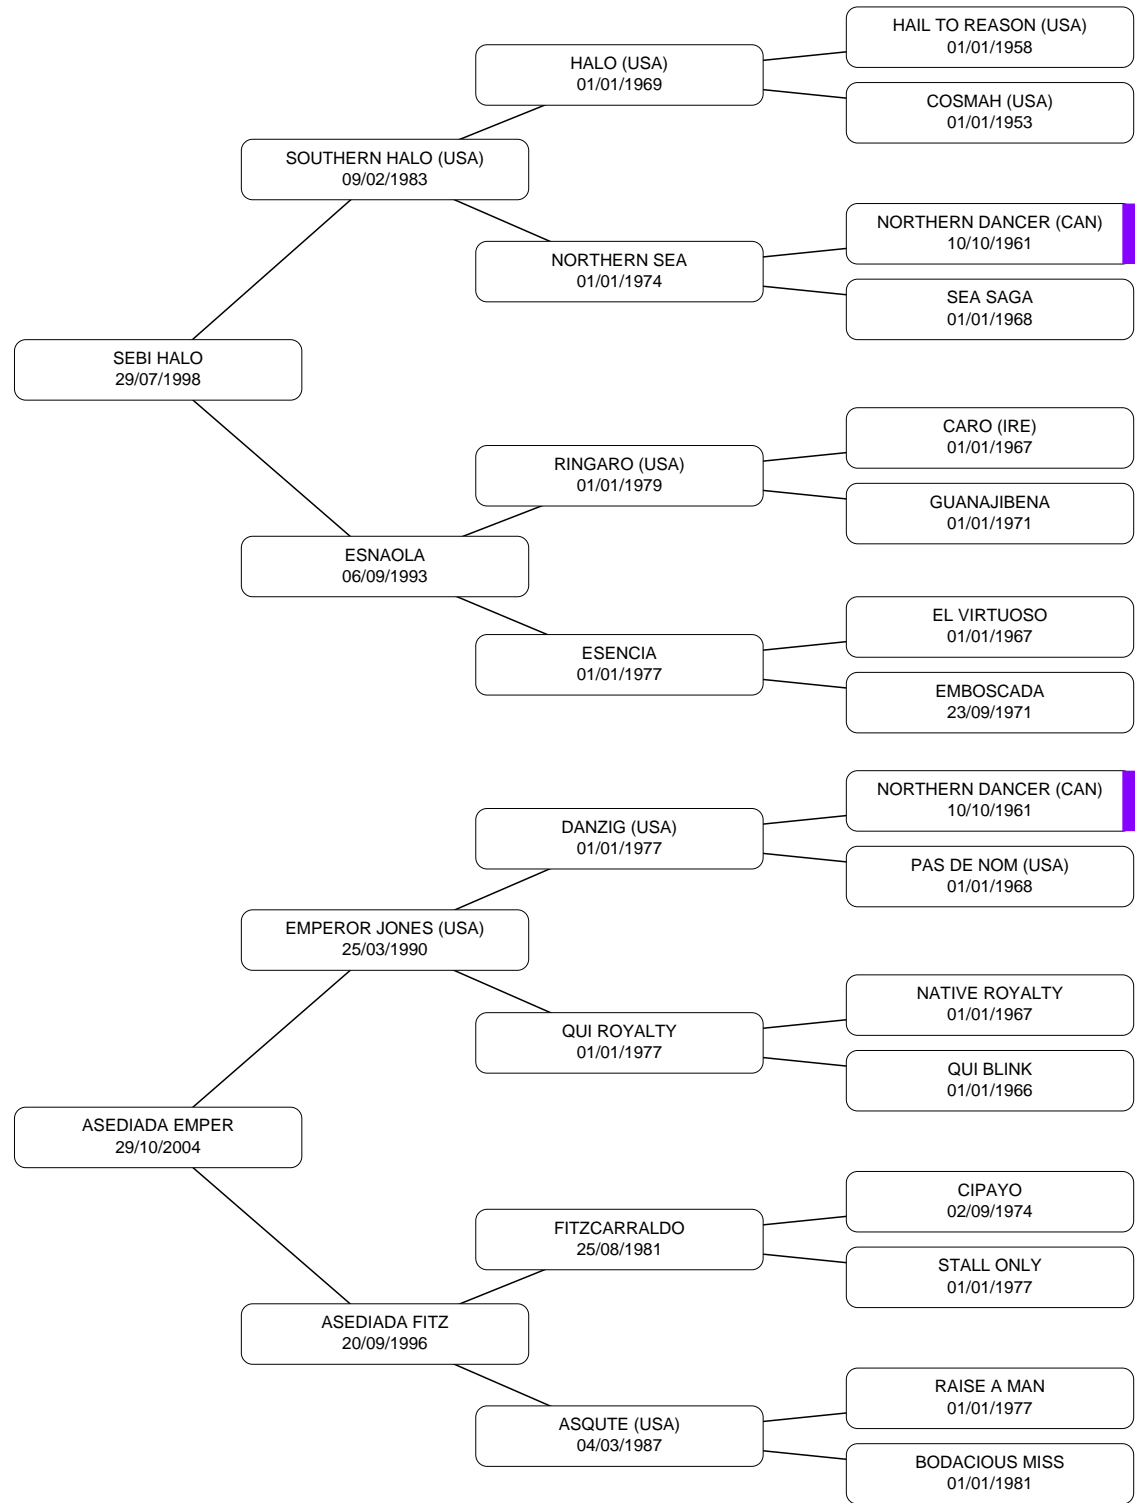 HAIL TO REASON (USA)
01/01/1958
HALO (USA)
01/01/1969
COSMAH (USA)
01/01/1953
SOUTHERN HALO (USA)
09/02/1983
NORTHERN DANCER (CAN)
10/10/1961
NORTHERN SEA
01/01/1974
SEA SAGA
01/01/1968
SEBI HALO
29/07/1998
CARO (IRE)
01/01/1967
RINGARO (USA)
01/01/1979
GUANAJIBENA
01/01/1971
ESNAOLA
06/09/1993
EL VIRTUOSO
01/01/1967
ESENCIA
01/01/1977
EMBOSCADA
23/09/1971
NORTHERN DANCER (CAN)
10/10/1961
DANZIG (USA)
01/01/1977
PAS DE NOM (USA)
01/01/1968
EMPEROR JONES (USA)
25/03/1990
NATIVE ROYALTY
01/01/1967
QUI ROYALTY
01/01/1977
QUI BLINK
01/01/1966
ASEDIADA EMPER
29/10/2004
CIPAYO
02/09/1974
FITZCARRALDO
25/08/1981
STALL ONLY
01/01/1977
ASEDIADA FITZ
20/09/1996
RAISE A MAN
01/01/1977
ASQUTE (USA)
04/03/1987
BODACIOUS MISS
01/01/1981